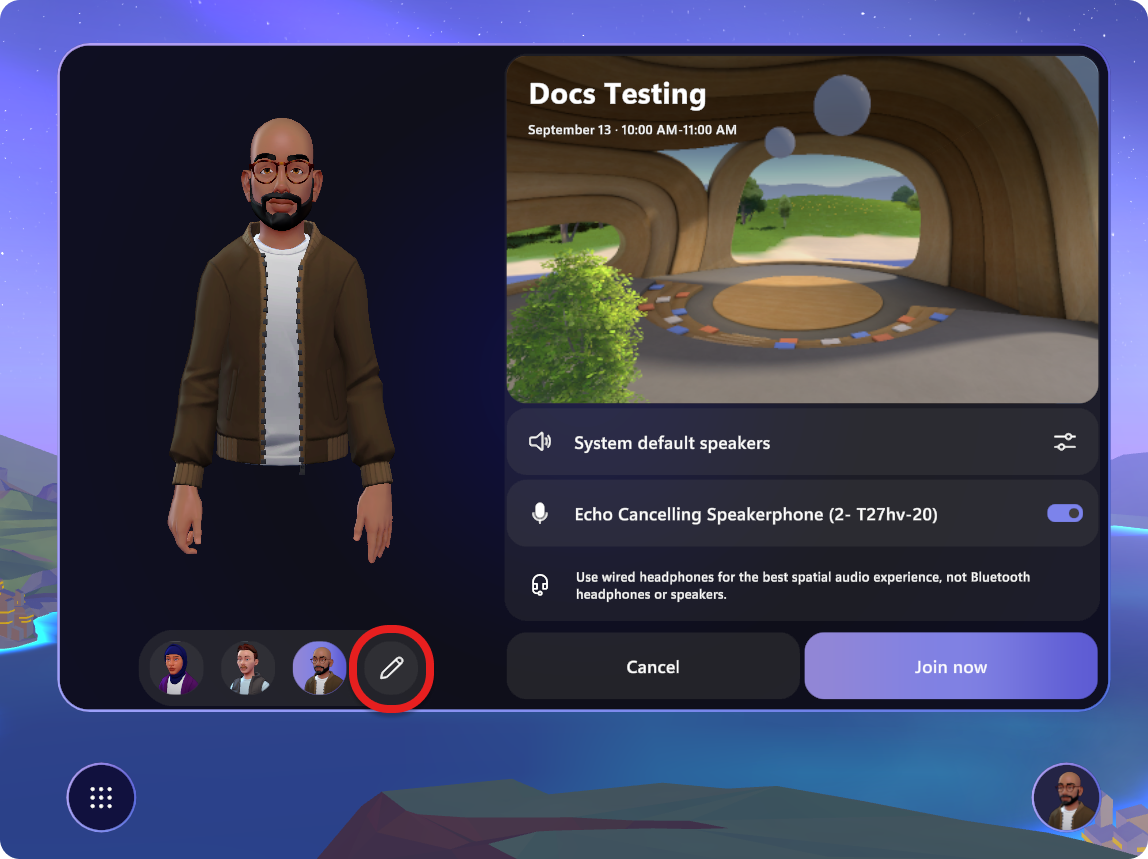 Docs Testing
September 13 · 10:00 AM-11:00 AM
System default speakers
Echo Cancelling Speakerphone (2- T27hv-20)
Use wired headphones for the best spatial audio experience, not Bluetooth
headphones or speakers.
Cancel
Join now